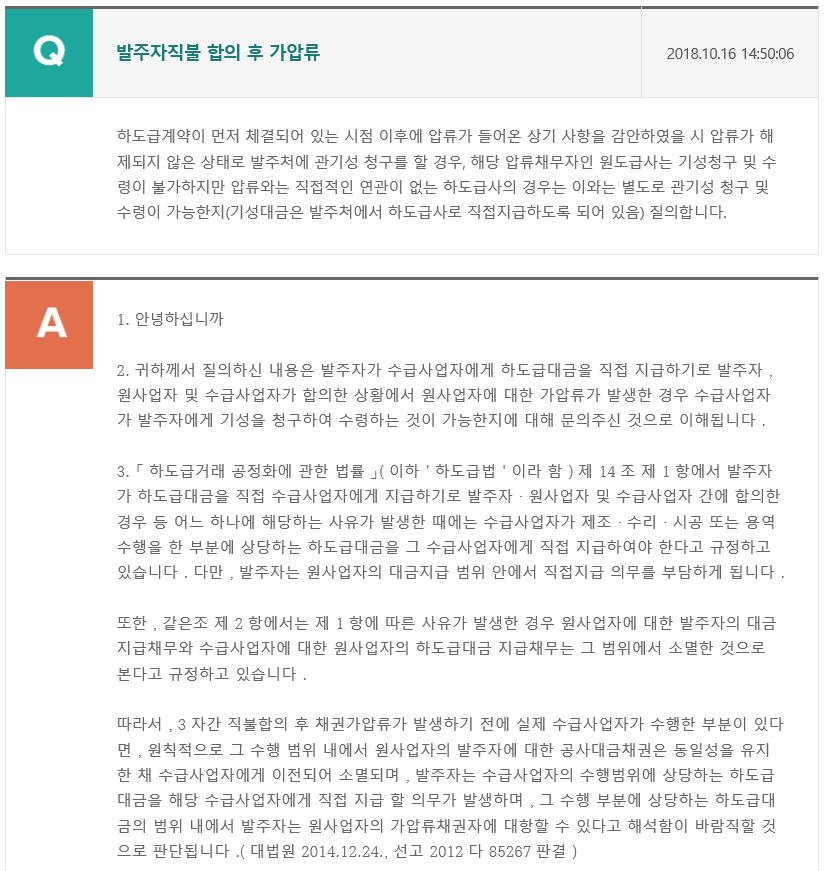 Q
발주자직불 합의 후 가압류
2018.10.16 14:50:06
하도급계약이 먼저 체결되어 있는 시점 이후에 압류가 들어온 상기 사항을 감안하였을 시 압류가 해
제되지 않은 상태로 발주처에 관기성 청구를 할 경우, 해당 압류채무자인 원도급사는 기성청구 및 수
령이 불가하지만 압류와는 직접적인 연관이 없는 하도급사의 경우는 이와는 별도로 관기성 청구 및
수령이 가능한지(기성대금은 발주처에서 하도급사로 직접지급하도록 되어 있음) 질의합니다.
A
1. 안녕하십니까
2. 귀하께서 질의하신 내용은 발주자가 수급사업자에게 하도급대금을 직접 지급하기로 발주자 ,
원사업자 및 수급사업자가 합의한 상황에서 원사업자에 대한 가압류가 발생한 경우 수급사업자
가 발주자에게 기성을 청구하여 수령하는 것이 가능한지에 대해 문의주신 것으로 이해됩니다 .
3. 「 하도급거래 공정화에 관한 법률 」( 이하 ' 하도급법 ' 이라 함 ) 제 14 조 제 1 항에서 발주자
가 하도급대금을 직접 수급사업자에게 지급하기로 발주자 · 원사업자 및 수급사업자 간에 합의한
경우 등 어느 하나에 해당하는 사유가 발생한 때에는 수급사업자가 제조 · 수리 · 시공 또는 용역
수행을 한 부분에 상당하는 하도급대금을 그 수급사업자에게 직접 지급하여야 한다고 규정하고
있습니다 . 다만 , 발주자는 원사업자의 대금지급 범위 안에서 직접지급 의무를 부담하게 됩니다 .
또한 , 같은조 제 2 항에서는 제 1 항에 따른 사유가 발생한 경우 원사업자에 대한 발주자의 대금
지급채무와 수급사업자에 대한 원사업자의 하도급대금 지급채무는 그 범위에서 소멸한 것으로
본다고 규정하고 있습니다 .
따라서 , 3 자간 직불합의 후 채권가압류가 발생하기 전에 실제 수급사업자가 수행한 부분이 있다
면 , 원칙적으로 그 수행 범위 내에서 원사업자의 발주자에 대한 공사대금채권은 동일성을 유지
한 채 수급사업자에게 이전되어 소멸되며 , 발주자는 수급사업자의 수행범위에 상당하는 하도급
대금을 해당 수급사업자에게 직접 지급 할 의무가 발생하며 , 그 수행 부분에 상당하는 하도급대
금의 범위 내에서 발주자는 원사업자의 가압류채권자에 대항할 수 있다고 해석함이 바람직할 것
으로 판단됩니다 .( 대법원 2014.12.24., 선고 2012 다 85267 판결 )